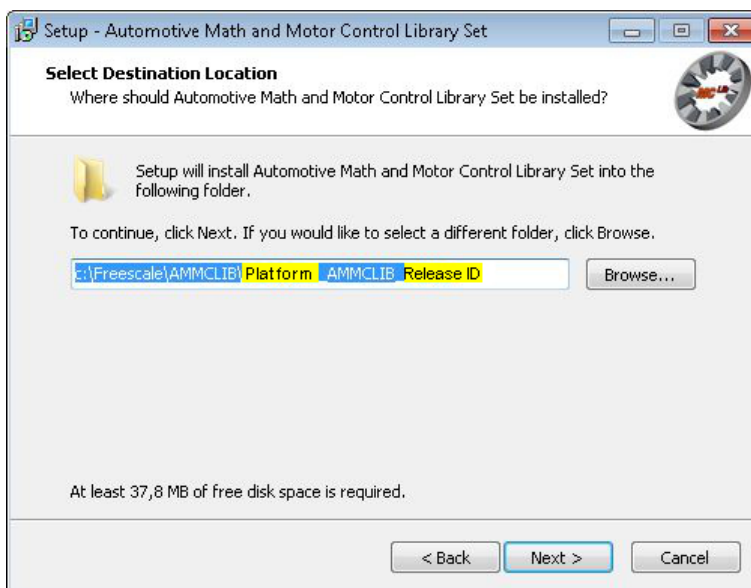 Setup - Automotive Math and Motor Control Library Set
Select Destination Location
Where should Automotive Math and Motor Control Library Set be installed?
MC Lib
Setup will install Automotive Math and Motor Control Library Set into the
following folder.
To continue, click Next. If you would like to select a different folder, click Browse.
c:\Freescale\AMMCLIB\Platform_AMMCLIB_Release ID
Browse...
At least 37,8 MB of free disk space is required.
< Back
Next >
Cancel